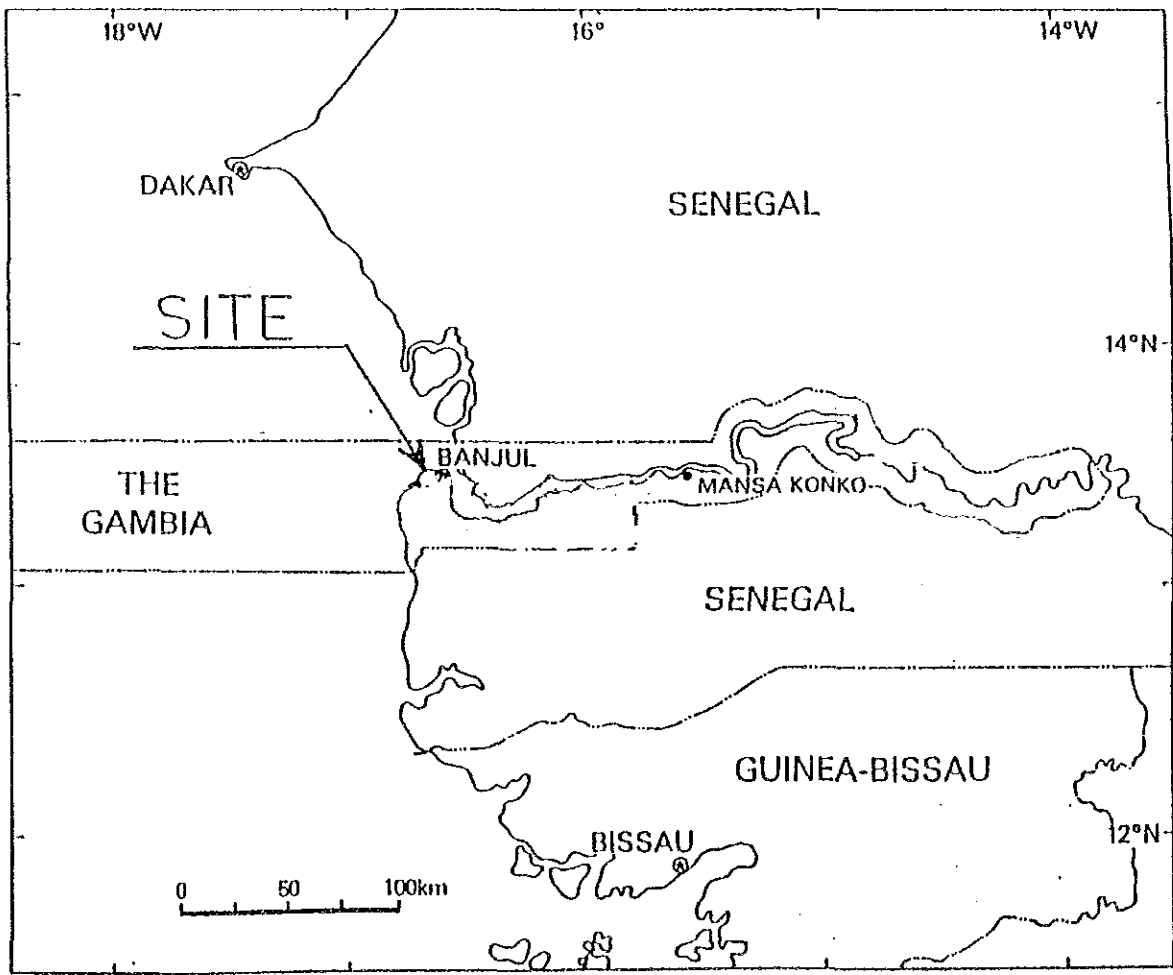 18°W 16° 14°W
DAKAR
SENEGAL
SITE
14°N
BANJUL
THE
GAMBIA
MANSA KONKO
SENEGAL
GUINEA-BISSAU
12°N
BISSAU
0 50 100km